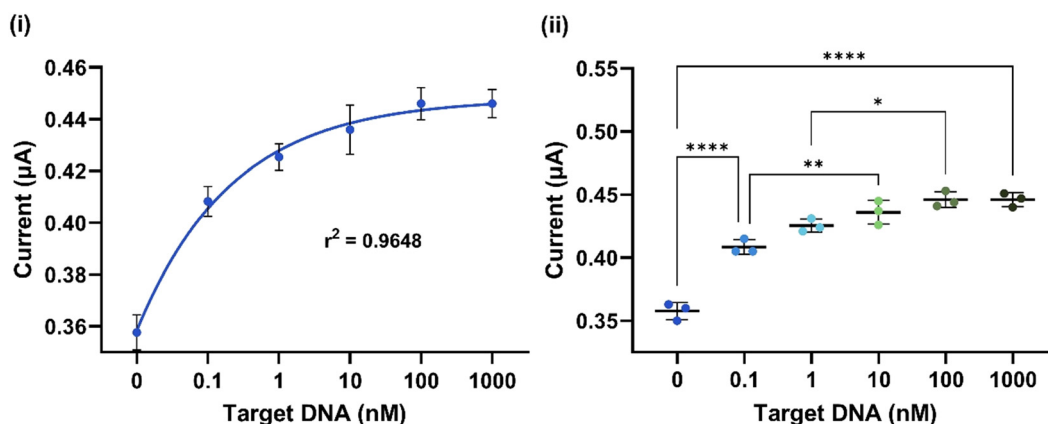 (i)
0.46
0.44
0.42
0.40
0.38
0.36
Current (µA)
r² = 0.9648
0 0.1 1 10 100 1000
Target DNA (nM)
(ii)
0.55
0.50
0.45
0.40
0.35
Current (µA)
****
*
****
**
0 0.1 1 10 100 1000
Target DNA (nM)